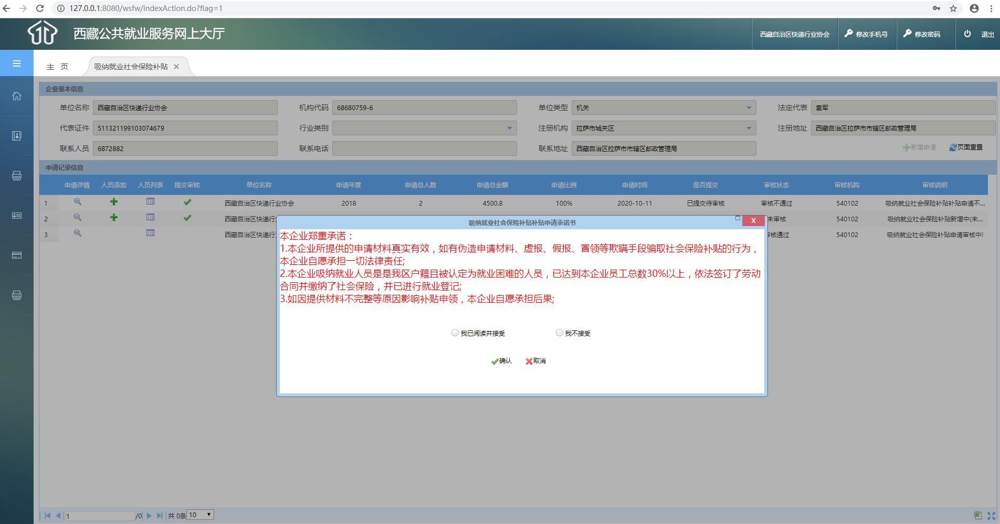 127.0.0.1:8080/wsfw/indexAction.do?flag=1
西藏公共就业服务网上大厅
西藏自治区快递行业协会
修改手机号
修改密码
退出
主 页
吸纳就业社会保险补贴
企业基本信息
单位名称 西藏自治区快递行业协会 机构代码 68680759-6 单位类型 机关 法定代表 袁军
代表证件 511321199103074679 行业类别 注册机构 拉萨市城关区 注册地址 西藏自治区拉萨市市辖区邮政管理局
联系人员 6872882 联系电话 联系地址 西藏自治区拉萨市市辖区邮政管理局 新增申请 页面重置
申请记录信息
申请详情 人员添加 人员列表 提交审核 单位名称 申请年度 申请总人数 申请总金额 申请比例 申请时间 是否提交 审核状态 审核机构 审核说明
1 西藏自治区快递行业协会 2018 2 4500.8 100% 2020-10-11 已提交待审核 审核不通过 540102 吸纳就业社会保险补贴补贴申请不...
2 西藏自治区快递行 未审核 540102 吸纳就业社会保险补贴新增中(未...
3 西藏自治区快递行 核通过 540102 吸纳就业社会保险补贴申请审核中!
吸纳就业社会保险补贴补贴申请承诺书
X
本企业郑重承诺：
1.本企业所提供的申请材料真实有效，如有伪造申请材料、虚报、假报、冒领等欺瞒手段骗取社会保险补贴的行为，
本企业自愿承担一切法律责任;
2.本企业吸纳就业人员是是我区户籍且被认定为就业困难的人员，已达到本企业员工总数30%以上，依法签订了劳动
合同并缴纳了社会保险，并已进行就业登记;
3.如因提供材料不完整等原因影响补贴申领，本企业自愿承担后果;
我已阅读并接受 我不接受
确认 取消
1 /0 共 0条 10